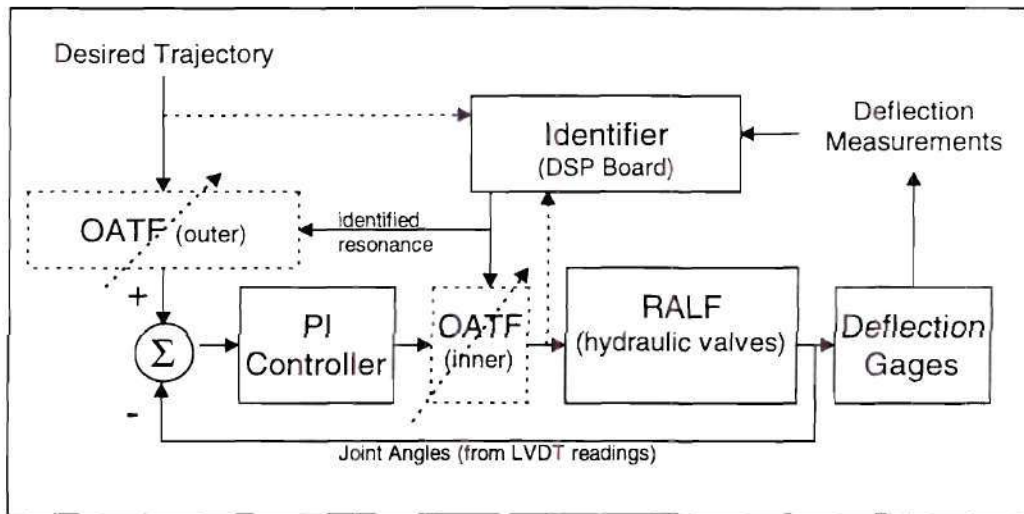 Desired Trajectory
Identifier
(DSP Board)
Deflection
Measurements
OATF (outer)
identified
resonance
+
Σ
-
PI
Controller
OATF
(inner)
RALF
(hydraulic valves)
Deflection
Gages
Joint Angles (from LVDT readings)